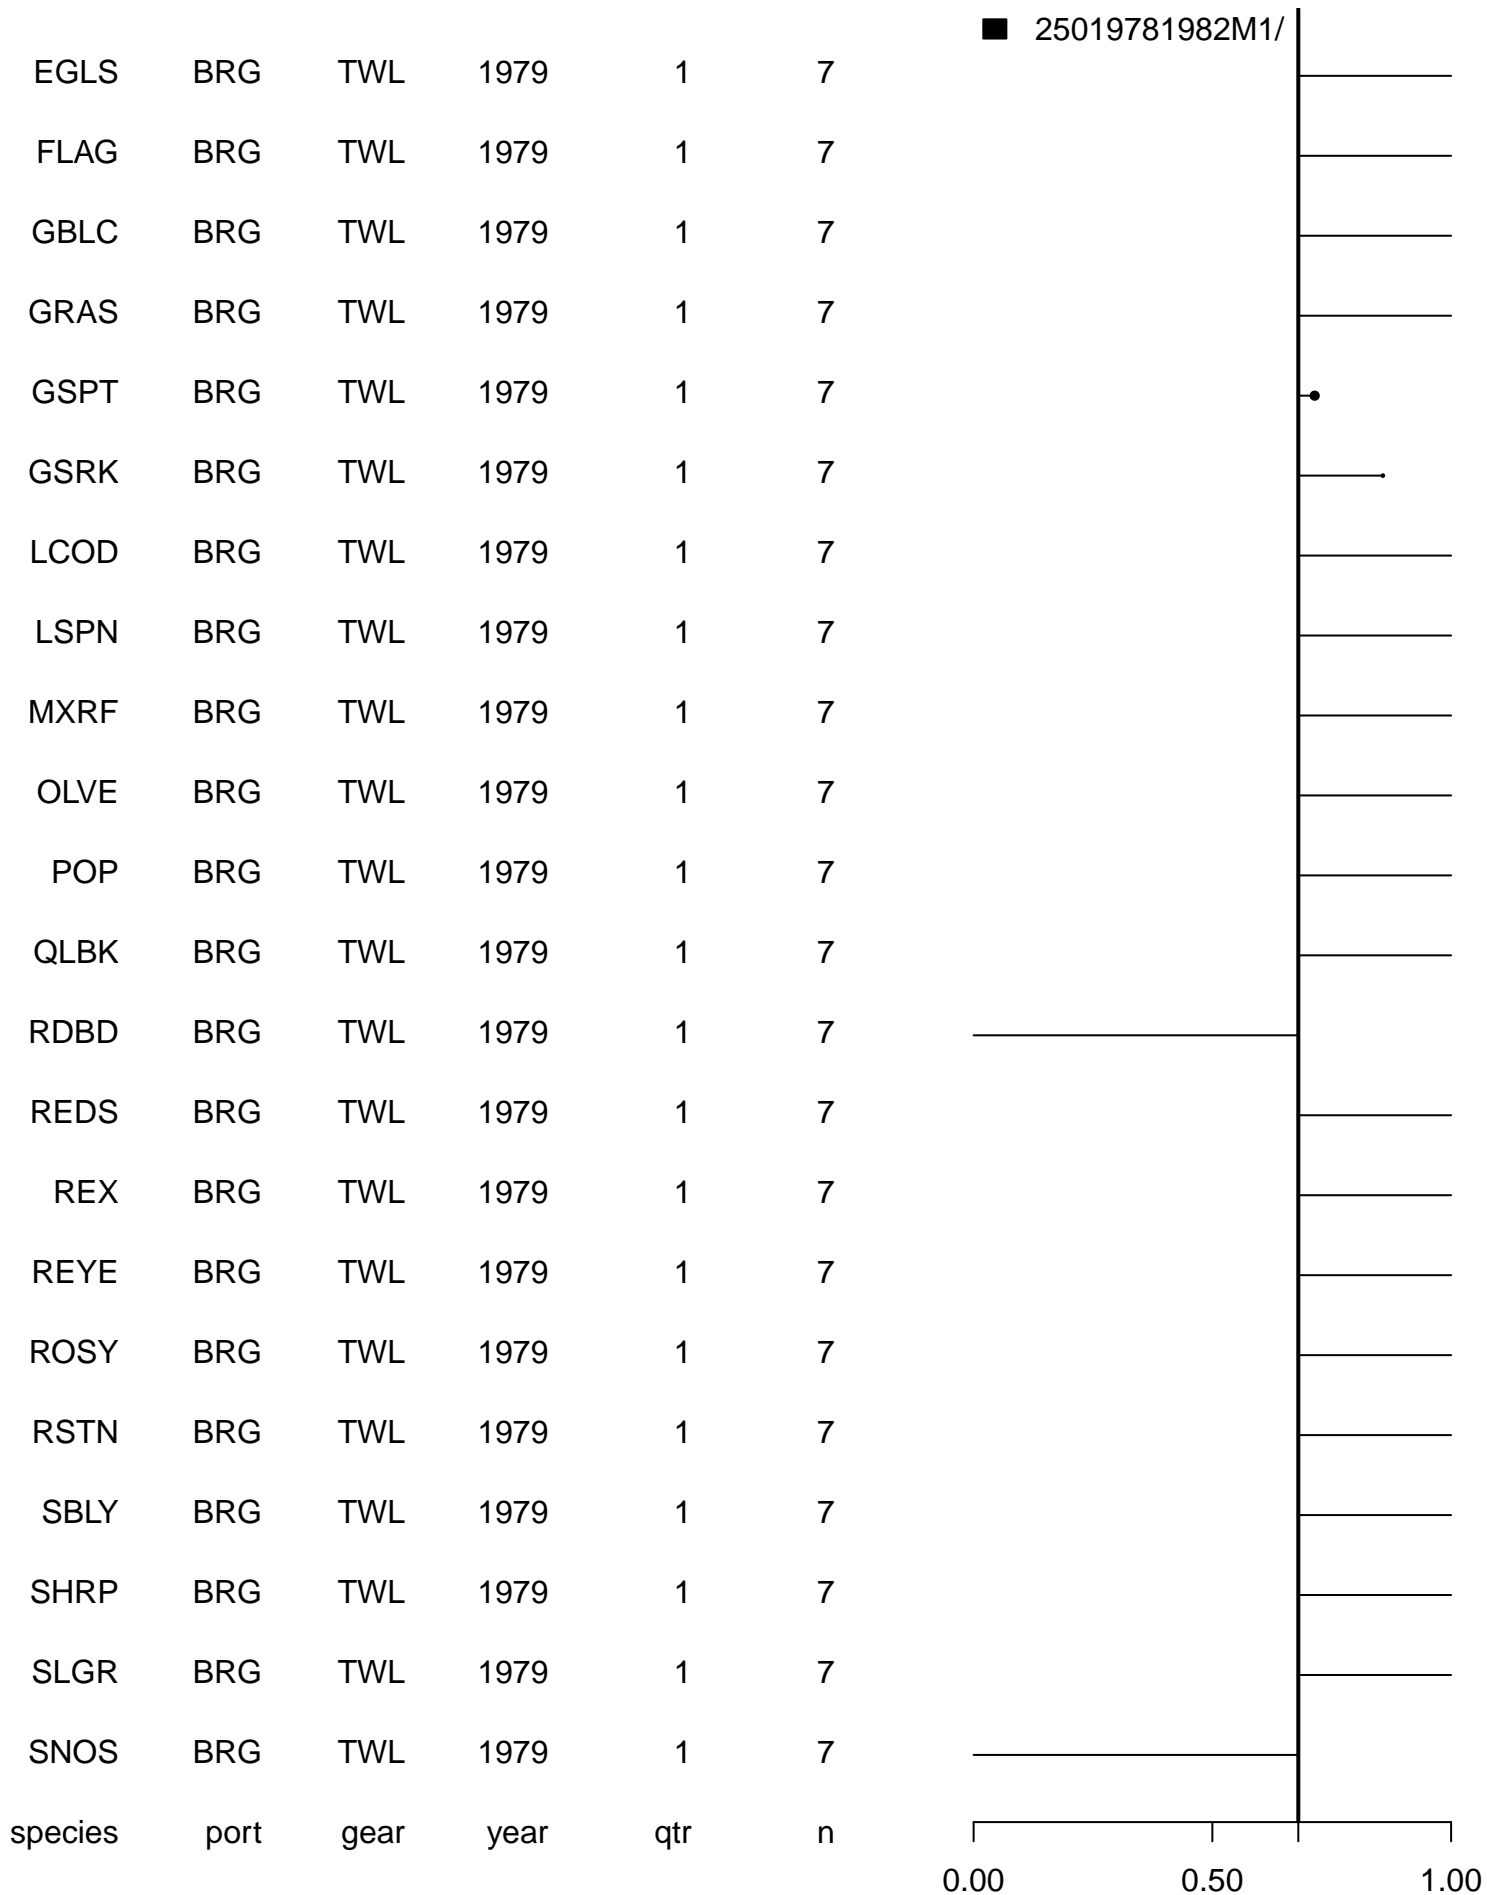 25019781982M1/
EGLS BRG TWL 1979 1 7
FLAG BRG TWL 1979 1 7
GBLC BRG TWL 1979 1 7
GRAS BRG TWL 1979 1 7
GSPT BRG TWL 1979 1 7
GSRK BRG TWL 1979 1 7
LCOD BRG TWL 1979 1 7
LSPN BRG TWL 1979 1 7
MXRF BRG TWL 1979 1 7
OLVE BRG TWL 1979 1 7
POP BRG TWL 1979 1 7
QLBK BRG TWL 1979 1 7
RDBD BRG TWL 1979 1 7
REDS BRG TWL 1979 1 7
REX BRG TWL 1979 1 7
REYE BRG TWL 1979 1 7
ROSY BRG TWL 1979 1 7
RSTN BRG TWL 1979 1 7
SBLY BRG TWL 1979 1 7
SHRP BRG TWL 1979 1 7
SLGR BRG TWL 1979 1 7
SNOS BRG TWL 1979 1 7
species port gear year qtr n
0.00 0.50 1.00